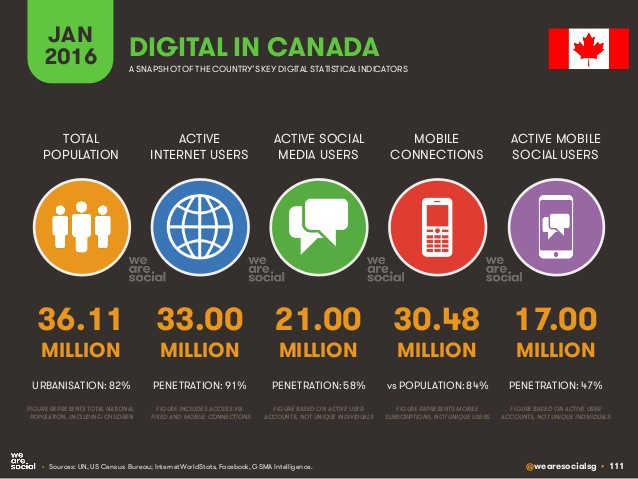 JAN
2016
DIGITAL IN CANADA
A SNAPSHOT OF THE COUNTRY'S KEY DIGITAL STATISTICAL INDICATORS
TOTAL
POPULATION
ACTIVE
INTERNET USERS
ACTIVE SOCIAL
MEDIA USERS
MOBILE
CONNECTIONS
ACTIVE MOBILE
SOCIAL USERS
we
are
social
we
are
social
we
are
social
we
are
social
36.11
MILLION
33.00
MILLION
21.00
MILLION
30.48
MILLION
17.00
MILLION
URBANISATION: 82%
PENETRATION: 91%
PENETRATION: 58%
vs POPULATION: 84%
PENETRATION: 47%
FIGURE REPRESENTS TOTAL NATIONAL
POPULATION, INCLUDING CHILDREN
FIGURE INCLUDES ACCESS VIA
FIXED AND MOBILE CONNECTIONS
FIGURE BASED ON ACTIVE USER
ACCOUNTS, NOT UNIQUE INDIVIDUALS
FIGURE REPRESENTS MOBILE
SUBSCRIPTIONS, NOT UNIQUE USERS
FIGURE BASED ON ACTIVE USER
ACCOUNTS, NOT UNIQUE INDIVIDUALS
we
are
social
• Sources: UN, US Census Bureau; InternetWorldStats, Facebook, GSMA Intelligence.
@wearesocialsg • 111